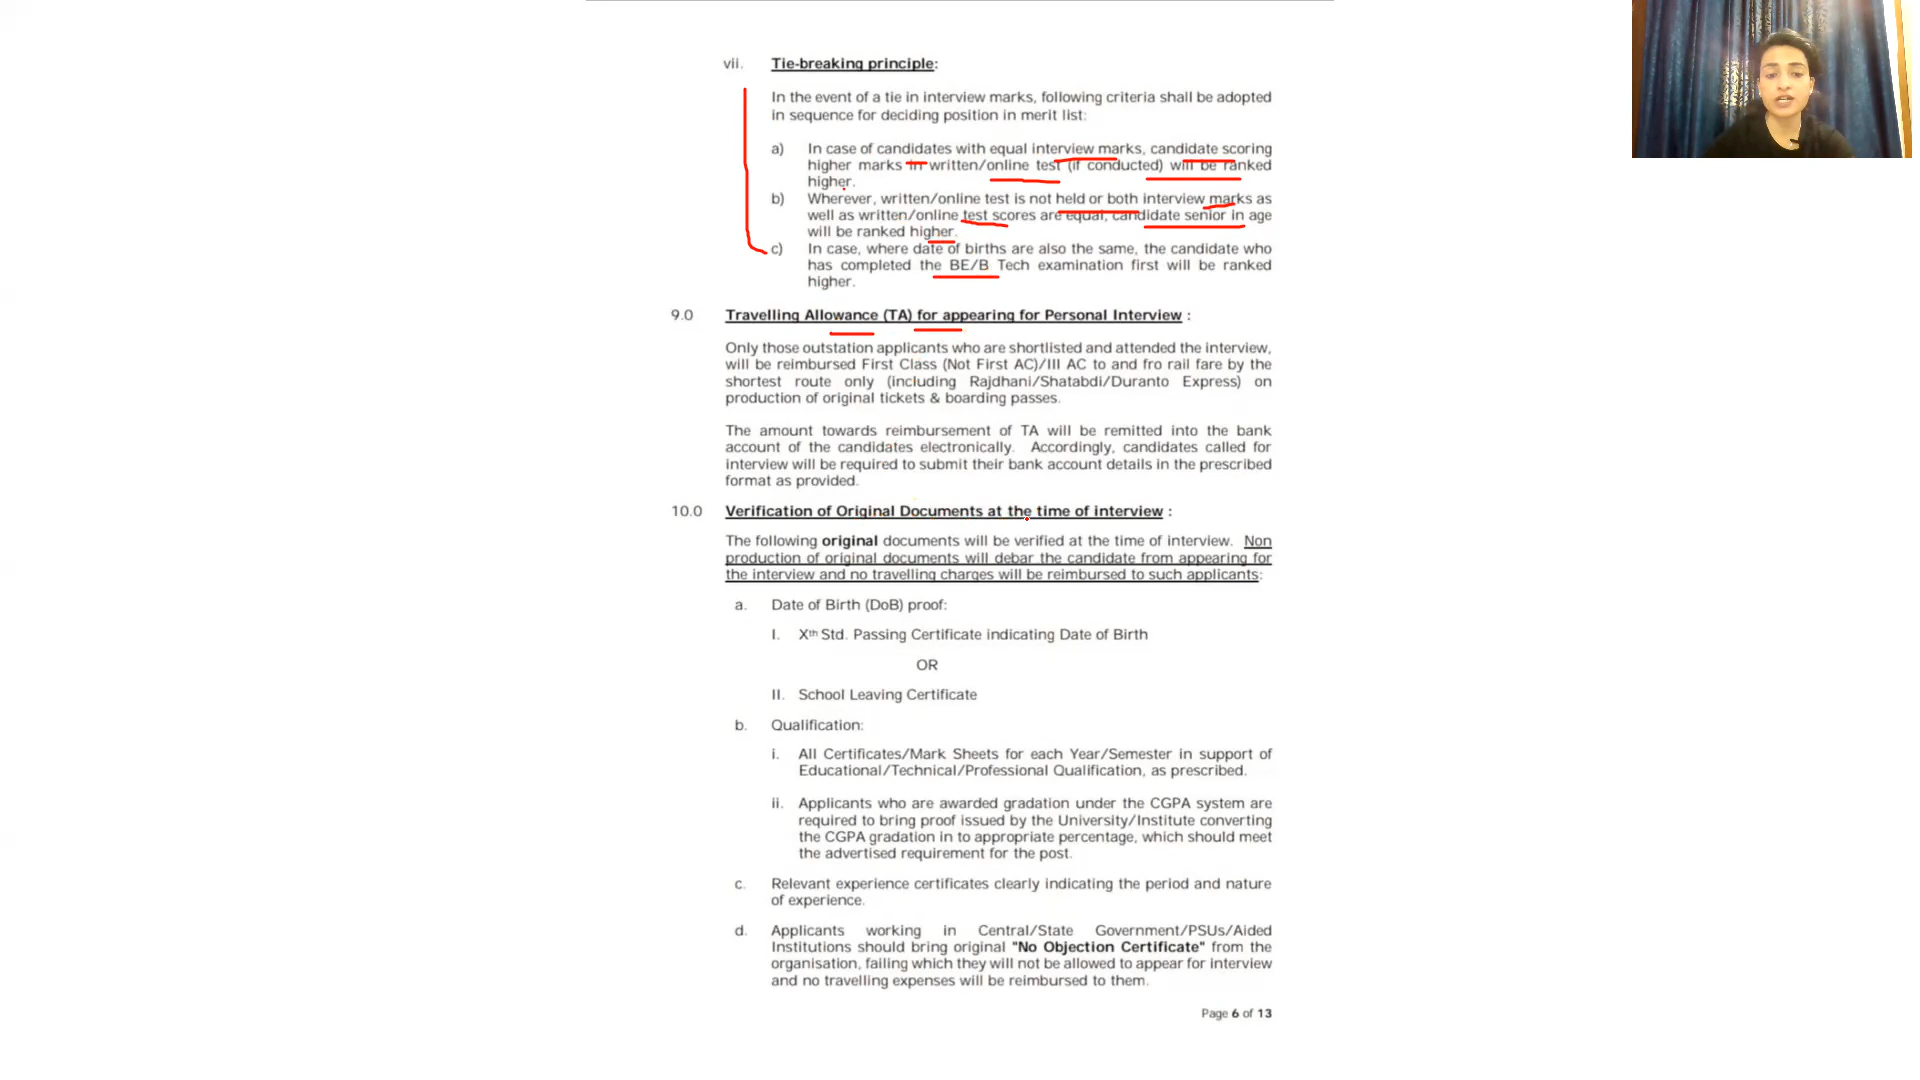 vii. Tie-breaking principle:
In the event of a tie in interview marks, following criteria shall be adopted
in sequence for deciding position in merit list:
a) In case of candidates with equal interview marks, candidate scoring
higher marks in written/online test (if conducted) will be ranked
higher.
b) Wherever, written/online test is not held or both interview marks as
well as written/online test scores are equal, candidate senior in age
will be ranked higher.
c) In case, where date of births are also the same, the candidate who
has completed the BE/B Tech examination first will be ranked
higher.
9.0 Travelling Allowance (TA) for appearing for Personal Interview :
Only those outstation applicants who are shortlisted and attended the interview,
will be reimbursed First Class (Not First AC)/III AC to and fro rail fare by the
shortest route only (including Rajdhani/Shatabdi/Duranto Express) on
production of original tickets & boarding passes.
The amount towards reimbursement of TA will be remitted into the bank
account of the candidates electronically. Accordingly, candidates called for
interview will be required to submit their bank account details in the prescribed
format as provided.
10.0 Verification of Original Documents at the time of interview :
The following original documents will be verified at the time of interview. Non
production of original documents will debar the candidate from appearing for
the interview and no travelling charges will be reimbursed to such applicants:
a. Date of Birth (DoB) proof:
I. Xth Std. Passing Certificate indicating Date of Birth
OR
II. School Leaving Certificate
b. Qualification:
i. All Certificates/Mark Sheets for each Year/Semester in support of
Educational/Technical/Professional Qualification, as prescribed.
ii. Applicants who are awarded gradation under the CGPA system are
required to bring proof issued by the University/Institute converting
the CGPA gradation in to appropriate percentage, which should meet
the advertised requirement for the post.
c. Relevant experience certificates clearly indicating the period and nature
of experience.
d. Applicants working in Central/State Government/PSUs/Aided
Institutions should bring original "No Objection Certificate" from the
organisation, failing which they will not be allowed to appear for interview
and no travelling expenses will be reimbursed to them.
Page 6 of 13